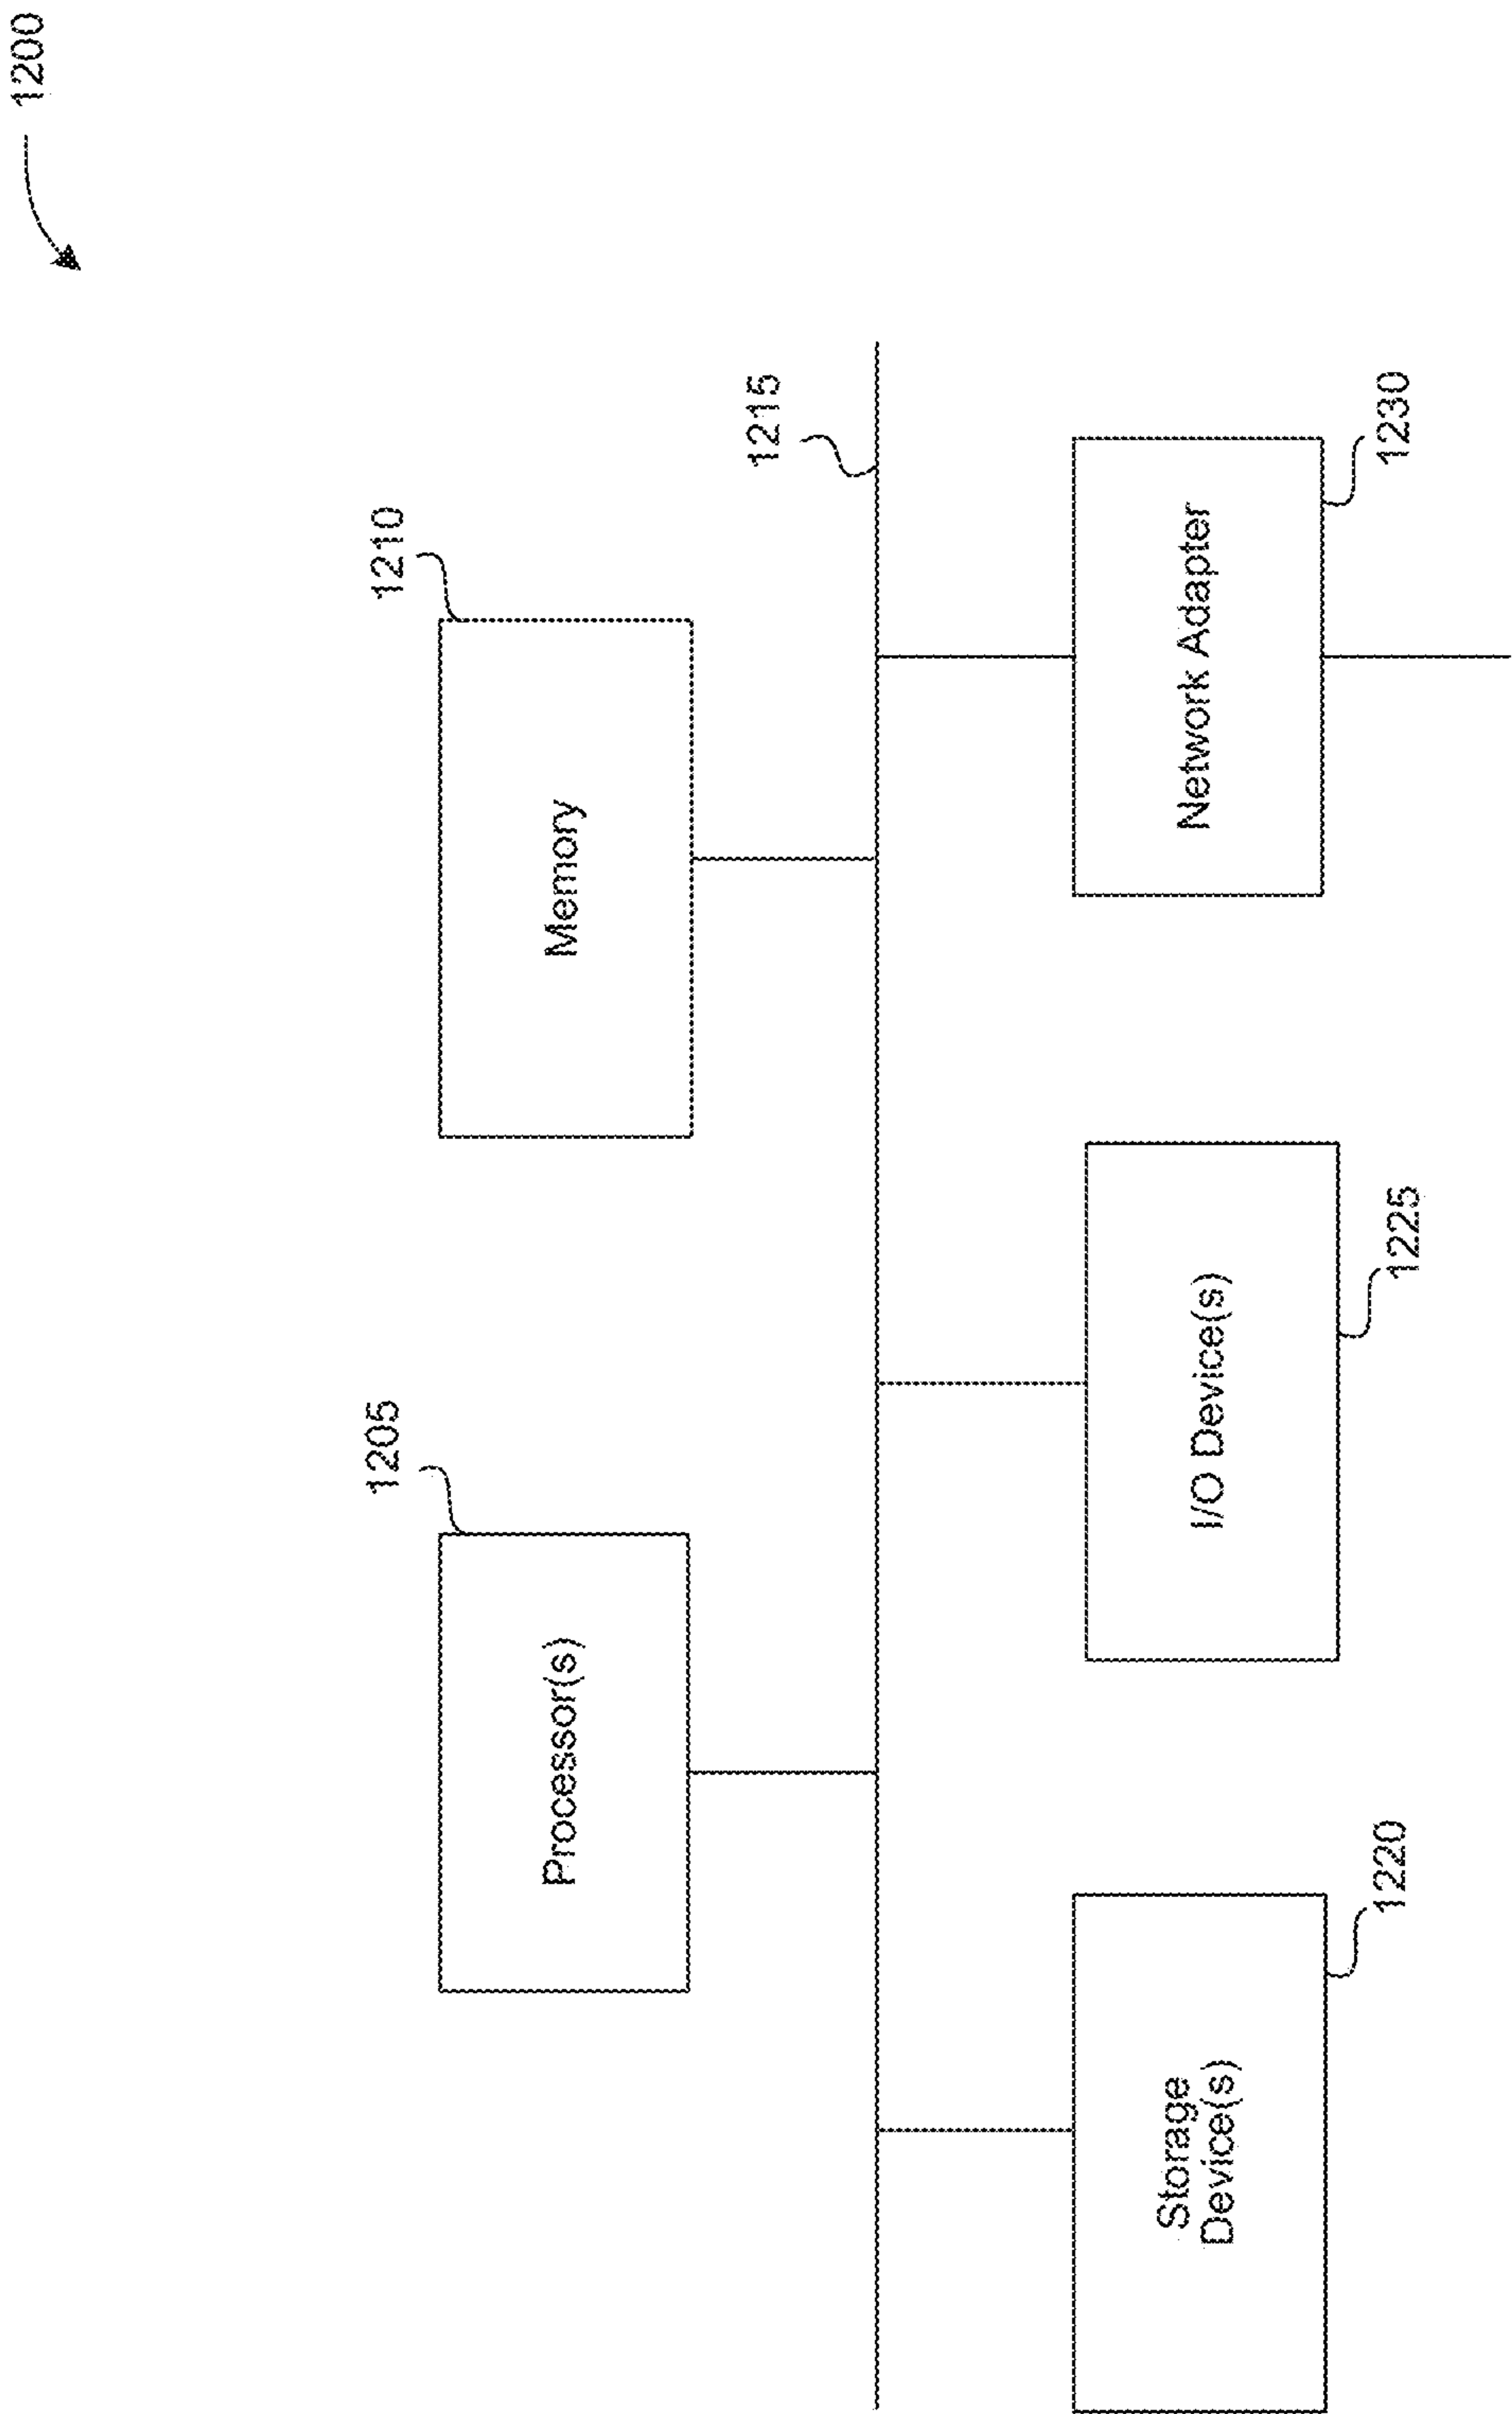 1200
1205
Processor(s)
1210
Memory
1215
Storage
Device(s)
1220
I/O Device(s)
1225
Network Adapter
1230